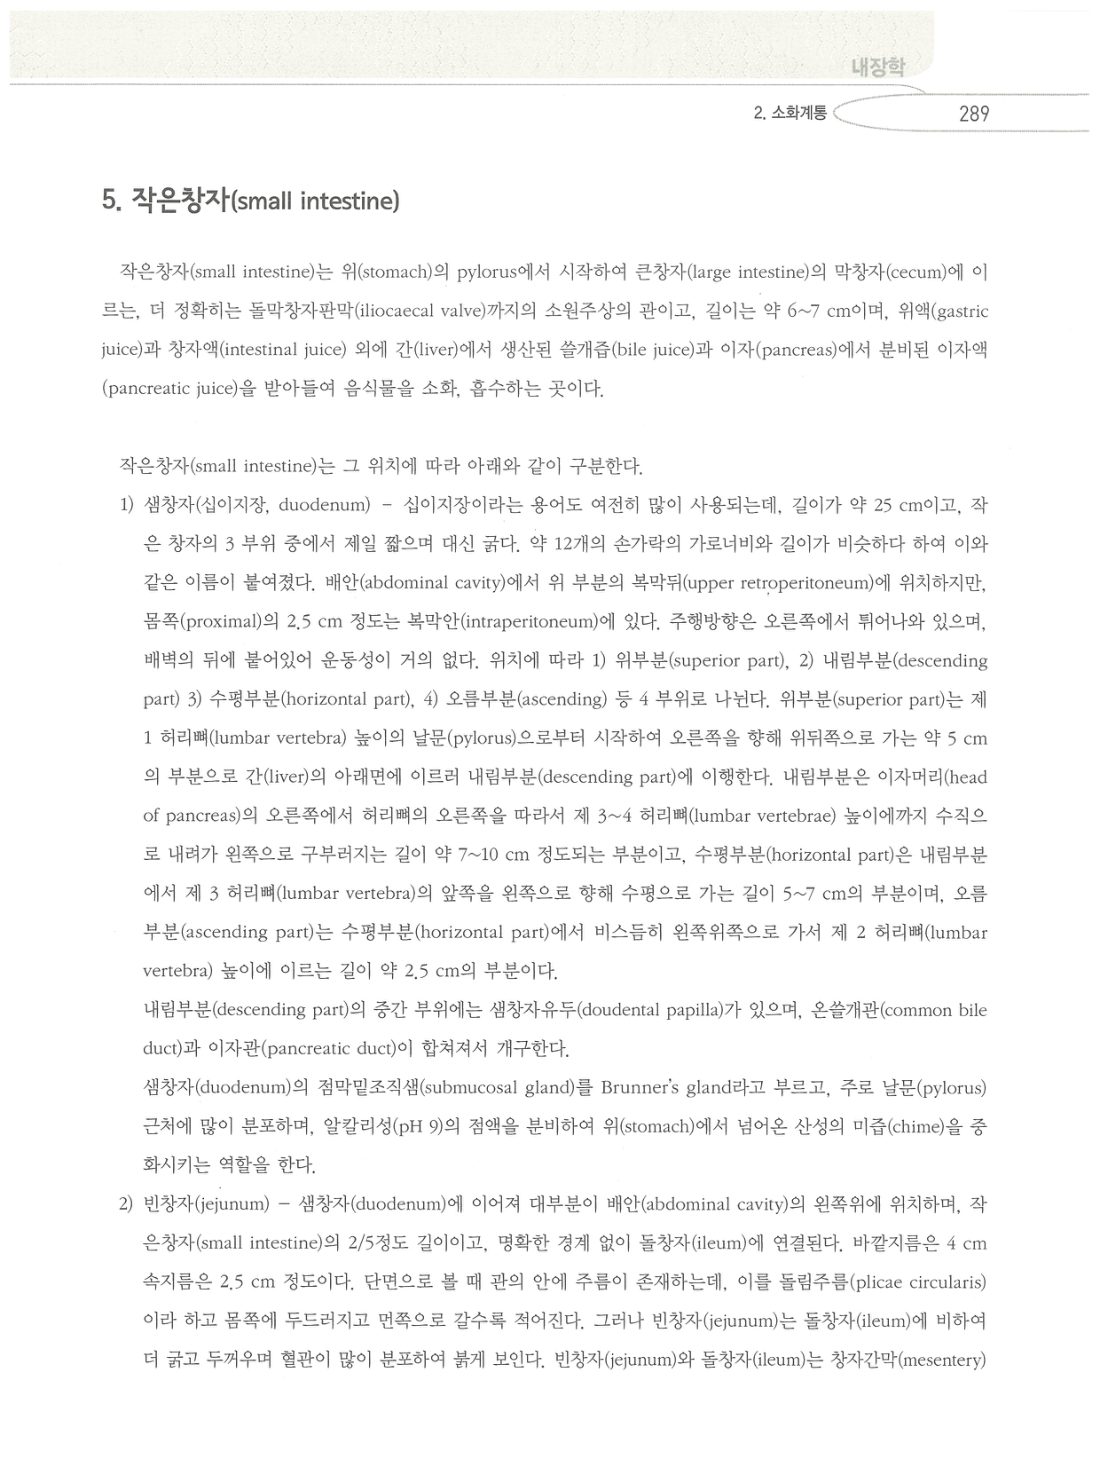 내장학
2. 소화계통
289
5. 작은창자(small intestine)
작은창자(small intestine)는 위(stomach)의 pylorus에서 시작하여 큰창자(large intestine)의 막창자(cecum)에 이
르는, 더 정확히는 돌막창자판막(iliocaecal valve)까지의 소원주상의 관이고, 길이는 약 6~7 cm이며, 위액(gastric
juice)과 창자액(intestinal juice) 외에 간(liver)에서 생산된 쓸개즙(bile juice)과 이자(pancreas)에서 분비된 이자액
(pancreatic juice)을 받아들여 음식물을 소화, 흡수하는 곳이다.
작은창자(small intestine)는 그 위치에 따라 아래와 같이 구분한다.
1) 샘창자(십이지장, duodenum) - 십이지장이라는 용어도 여전히 많이 사용되는데, 길이가 약 25 cm이고, 작
은 창자의 3 부위 중에서 제일 짧으며 대신 굵다. 약 12개의 손가락의 가로너비와 길이가 비슷하다 하여 이와
같은 이름이 붙여졌다. 배안(abdominal cavity)에서 위 부분의 복막뒤(upper retroperitoneum)에 위치하지만,
몸쪽(proximal)의 2.5 cm 정도는 복막안(intraperitoneum)에 있다. 주행방향은 오른쪽에서 튀어나와 있으며,
배벽의 뒤에 붙어있어 운동성이 거의 없다. 위치에 따라 1) 위부분(superior part), 2) 내림부분(descending
part) 3) 수평부분(horizontal part), 4) 오름부분(ascending) 등 4 부위로 나뉜다. 위부분(superior part)는 제
1 허리뼈(lumbar vertebra) 높이의 날문(pylorus)으로부터 시작하여 오른쪽을 향해 위뒤쪽으로 가는 약 5 cm
의 부분으로 간(liver)의 아래면에 이르러 내림부분(descending part)에 이행한다. 내림부분은 이자머리(head
of pancreas)의 오른쪽에서 허리뼈의 오른쪽을 따라서 제 3~4 허리뼈(lumbar vertebrae) 높이에까지 수직으
로 내려가 왼쪽으로 구부러지는 길이 약 7~10 cm 정도되는 부분이고, 수평부분(horizontal part)은 내림부분
에서 제 3 허리뼈(lumbar vertebra)의 앞쪽을 왼쪽으로 향해 수평으로 가는 길이 5~7 cm의 부분이며, 오름
부분(ascending part)는 수평부분(horizontal part)에서 비스듬히 왼쪽위쪽으로 가서 제 2 허리뼈(lumbar
vertebra) 높이에 이르는 길이 약 2.5 cm의 부분이다.
내림부분(descending part)의 중간 부위에는 샘창자유두(doudental papilla)가 있으며, 온쓸개관(common bile
duct)과 이자관(pancreatic duct)이 합쳐져서 개구한다.
샘창자(duodenum)의 점막밑조직샘(submucosal gland)를 Brunner's gland라고 부르고, 주로 날문(pylorus)
근처에 많이 분포하며, 알칼리성(pH 9)의 점액을 분비하여 위(stomach)에서 넘어온 산성의 미즙(chime)을 중
화시키는 역할을 한다.
2) 빈창자(jejunum) - 샘창자(duodenum)에 이어져 대부분이 배안(abdominal cavity)의 왼쪽위에 위치하며, 작
은창자(small intestine)의 2/5정도 길이이고, 명확한 경계 없이 돌창자(ileum)에 연결된다. 바깥지름은 4 cm
속지름은 2.5 cm 정도이다. 단면으로 볼 때 관의 안에 주름이 존재하는데, 이를 돌림주름(plicae circularis)
이라 하고 몸쪽에 두드러지고 먼쪽으로 갈수록 적어진다. 그러나 빈창자(jejunum)는 돌창자(ileum)에 비하여
더 굵고 두꺼우며 혈관이 많이 분포하여 붉게 보인다. 빈창자(jejunum)와 돌창자(ileum)는 창자간막(mesentery)